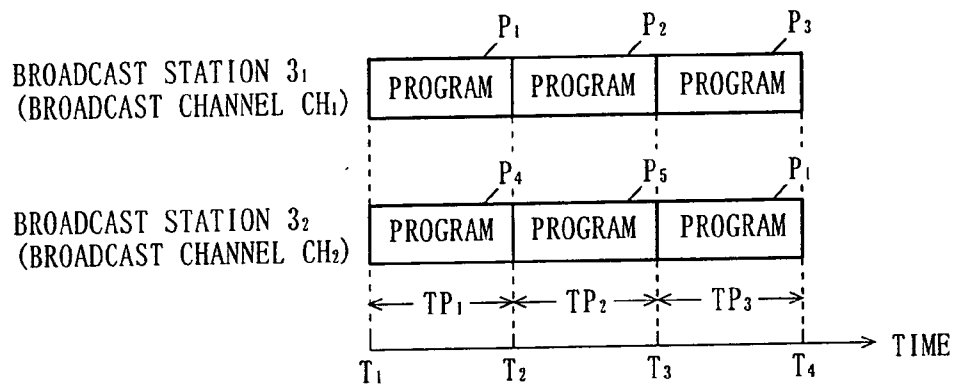 P₁ P₂ P₃
BROADCAST STATION 3₁
(BROADCAST CHANNEL CH₁)
PROGRAM PROGRAM PROGRAM
P₄ P₅ P₁
BROADCAST STATION 3₂
(BROADCAST CHANNEL CH₂)
PROGRAM PROGRAM PROGRAM
TP₁ TP₂ TP₃
TIME
T₁ T₂ T₃ T₄